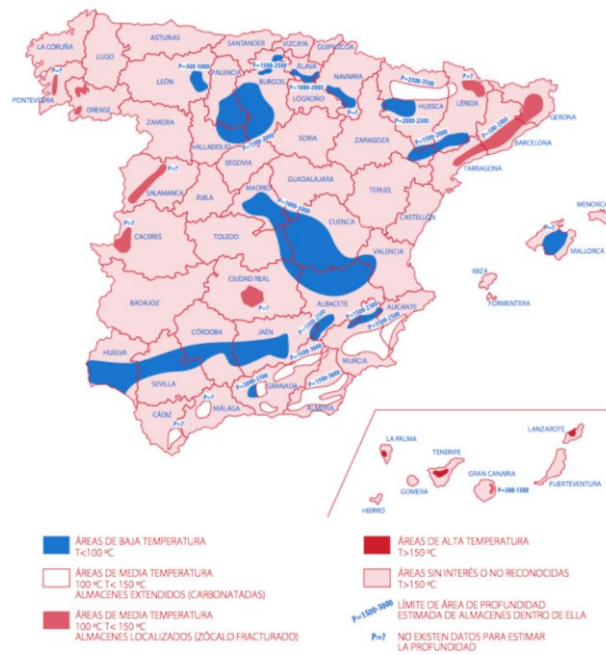 LA CORUÑA
LUGO
ASTURIAS
SANTANDER
VIZCAYA
GUIPUZCOA
ÁLAVA
NAVARRA
LEÓN
PALENCIA
BURGOS
LOGROÑO
HUESCA
LÉRIDA
GERONA
BARCELONA
TARRAGONA
PONTEVEDRA
ORENSE
ZAMORA
VALLADOLID
SORIA
ZARAGOZA
SEGOVIA
SALAMANCA
ÁVILA
MADRID
GUADALAJARA
TERUEL
CASTELLÓN
CACERES
TOLEDO
CUENCA
VALENCIA
MENORCA
MALLORCA
IBIZA
FORMENTERA
BADAJOZ
CIUDAD REAL
ALBACETE
ALICANTE
HUELVA
CÓRDOBA
JAÉN
MURCIA
SEVILLA
GRANADA
ALMERÍA
CÁDIZ
MÁLAGA
P=?
P=500-1000
P=1500-2500
P=1000-2000
P=2500-3500
P=2000-2500
P=1500-2000
P=500-2000
LA PALMA
TENERIFE
GOMERA
HIERRO
GRAN CANARIA
P=500-1500
LANZAROTE
FUERTEVENTURA
ÁREAS DE BAJA TEMPERATURA
T<100 ºC
ÁREAS DE MEDIA TEMPERATURA
100 ºC T< 150 ºC
ALMACENES EXTENDIDOS (CARBONATADAS)
ÁREAS DE MEDIA TEMPERATURA
100 ºC T< 150 ºC
ALMACENES LOCALIZADOS (ZÓCALO FRACTURADO)
ÁREAS DE ALTA TEMPERATURA
T>150 ºC
ÁREAS SIN INTERÉS O NO RECONOCIDAS
T>150 ºC
P=1500-3000
LÍMITE DE ÁREA DE PROFUNDIDAD
ESTIMADA DE ALMACENES DENTRO DE ELLA
P=?
NO EXISTEN DATOS PARA ESTIMAR
LA PROFUNDIDAD